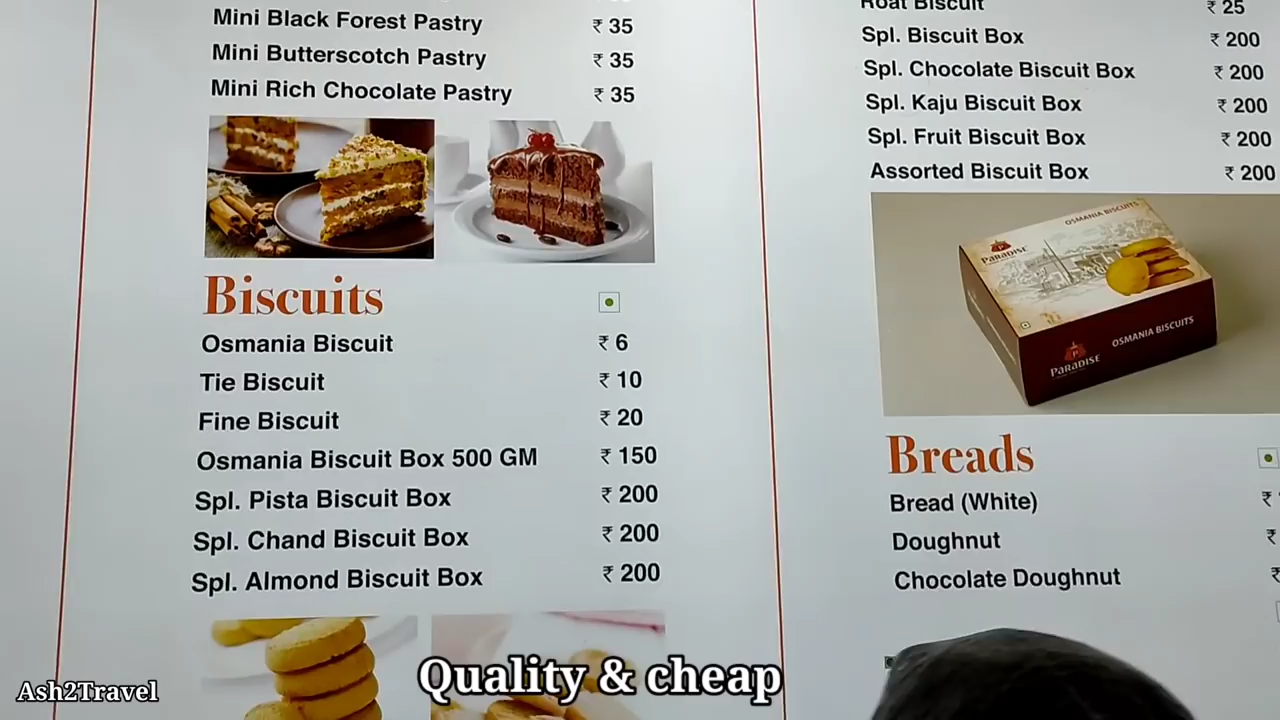 Mini Black Forest Pastry ₹ 35
Mini Butterscotch Pastry ₹ 35
Mini Rich Chocolate Pastry ₹ 35
Biscuits
Osmania Biscuit ₹ 6
Tie Biscuit ₹ 10
Fine Biscuit ₹ 20
Osmania Biscuit Box 500 GM ₹ 150
Spl. Pista Biscuit Box ₹ 200
Spl. Chand Biscuit Box ₹ 200
Spl. Almond Biscuit Box ₹ 200
Roat Biscuit ₹ 25
Spl. Biscuit Box ₹ 200
Spl. Chocolate Biscuit Box ₹ 200
Spl. Kaju Biscuit Box ₹ 200
Spl. Fruit Biscuit Box ₹ 200
Assorted Biscuit Box ₹ 200
OSMANIA BISCUITS
PARADISE
OSMANIA BISCUITS
PARADISE
Breads
Bread (White) ₹
Doughnut ₹
Chocolate Doughnut ₹
Quality & cheap
Ash2Travel